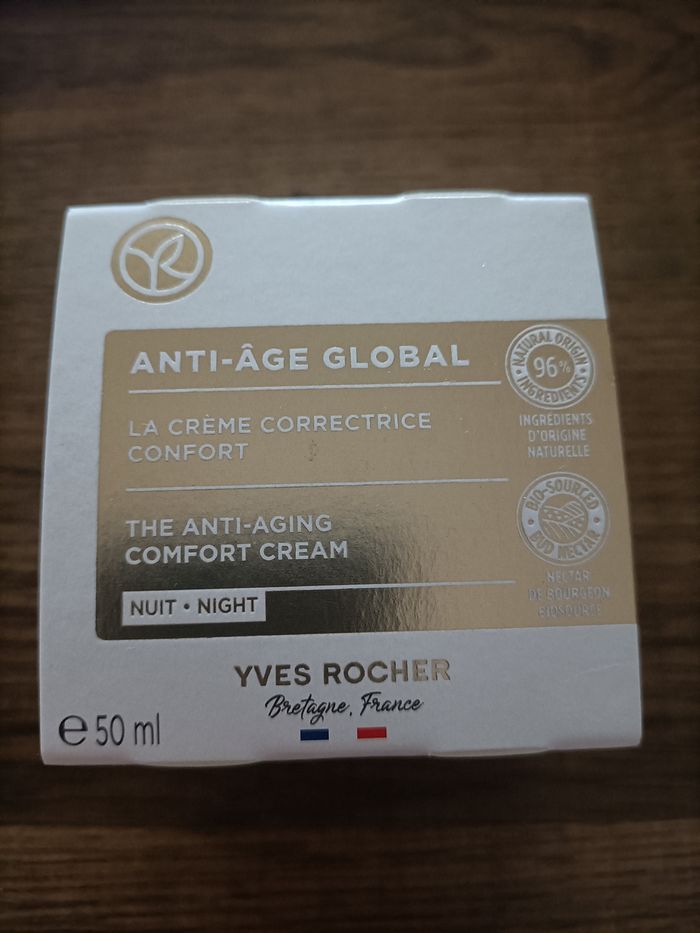 ANTI-ÂGE GLOBAL
LA CRÈME CORRECTRICE
CONFORT
THE ANTI-AGING
COMFORT CREAM
NUIT • NIGHT
NATURAL ORIGIN
96%
INGREDIENTS
INGRÉDIENTS
D'ORIGINE
NATURELLE
BIO-SOURCED
BUD NECTAR
NECTAR
DE BOURGEON
BIOSOURCÉ
YVES ROCHER
Bretagne, France
℮ 50 ml